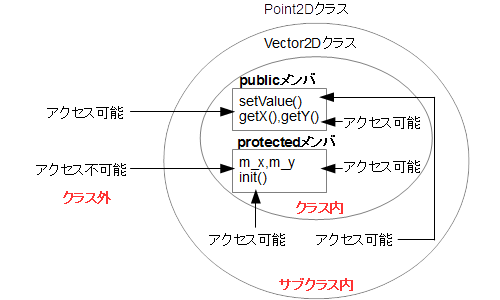 Point2Dクラス
Vector2Dクラス
publicメンバ
setValue()
getX(),getY()
アクセス可能
アクセス可能
protectedメンバ
m_x,m_y
init()
アクセス不可能
アクセス可能
クラス外
クラス内
アクセス可能
アクセス可能
サブクラス内